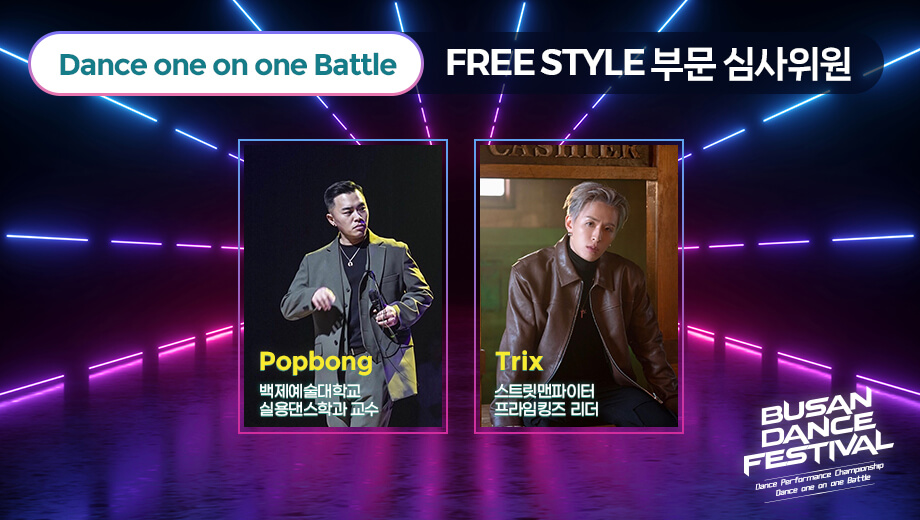 Dance one on one Battle
FREE STYLE 부문 심사위원
CASHIER
Popbong
백제예술대학교
실용댄스학과 교수
Trix
스트릿맨파이터
프라임킹즈 리더
BUSAN
DANCE
FESTIVAL
Dance Performance Championship
Dance one on one Battle